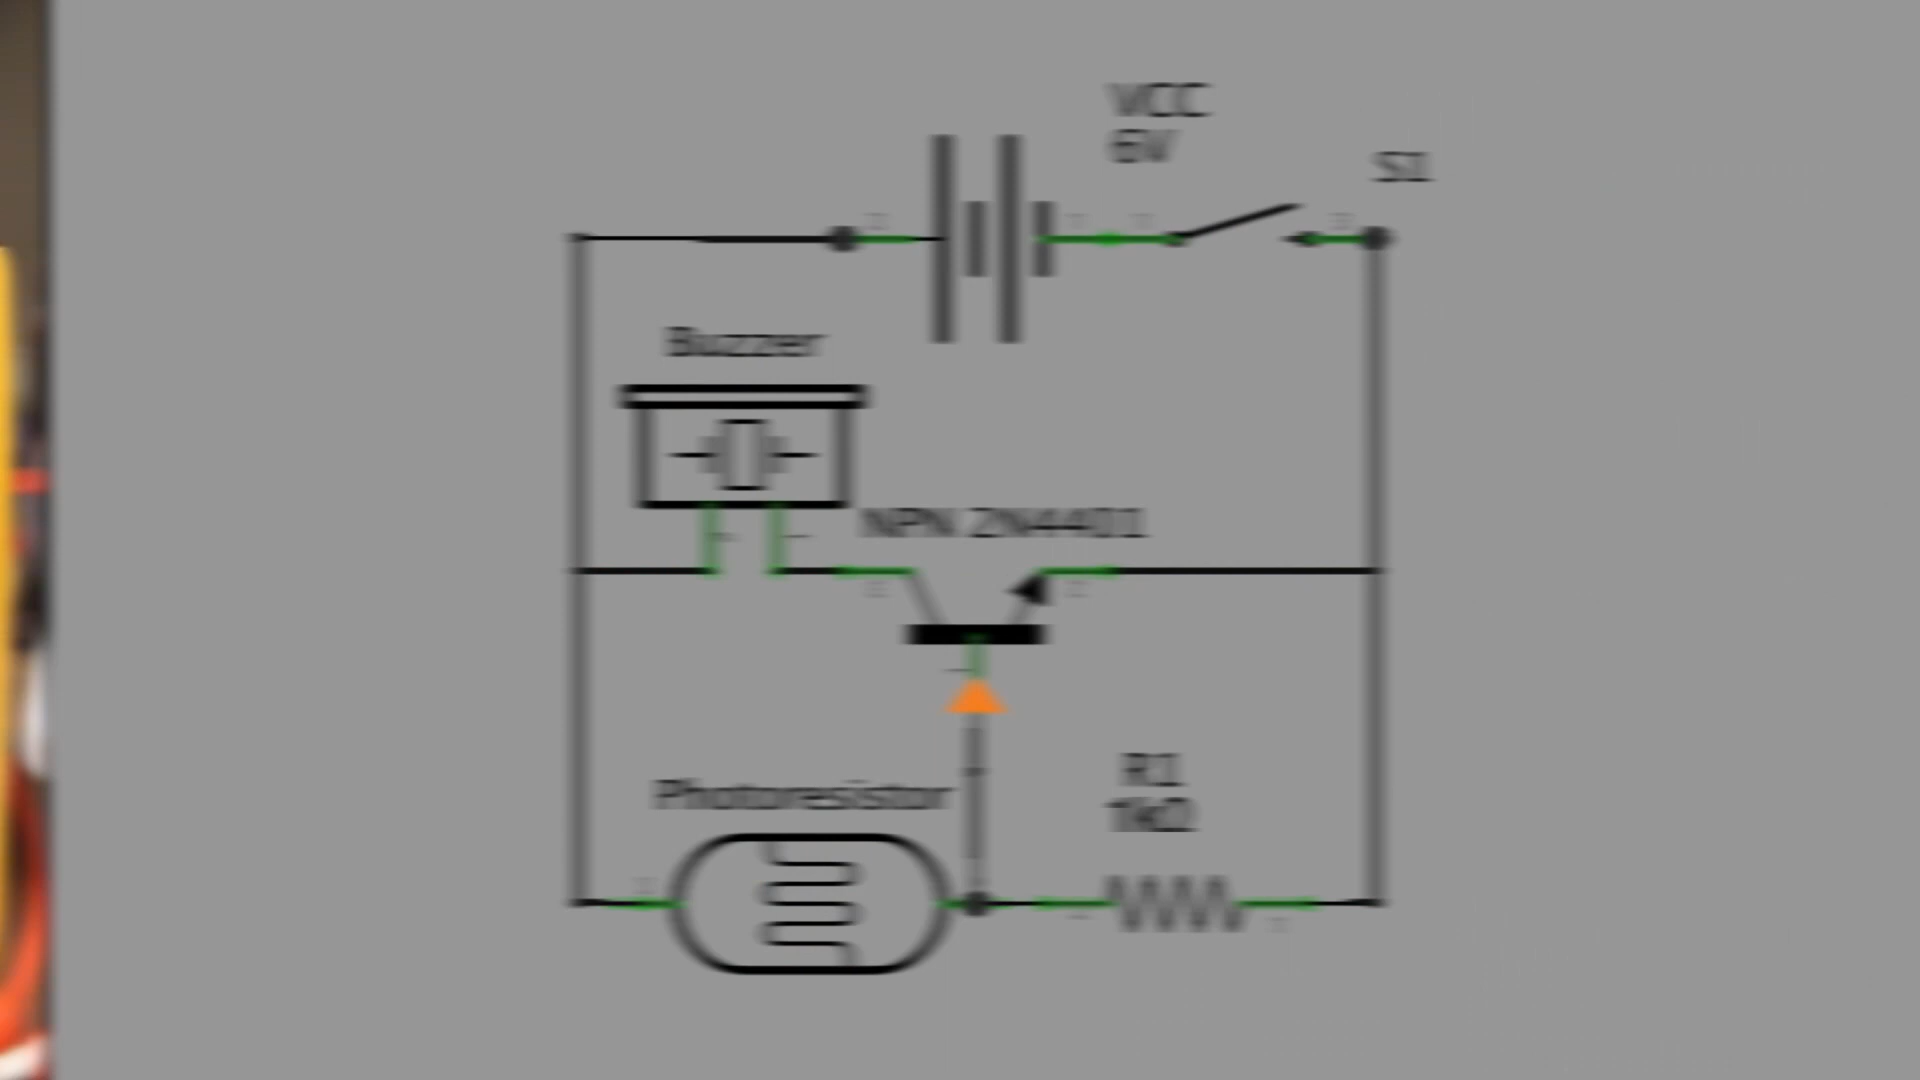 VCC
6V
S1
Buzzer
NPN 2N4401
Photoresistor
R1
1kΩ